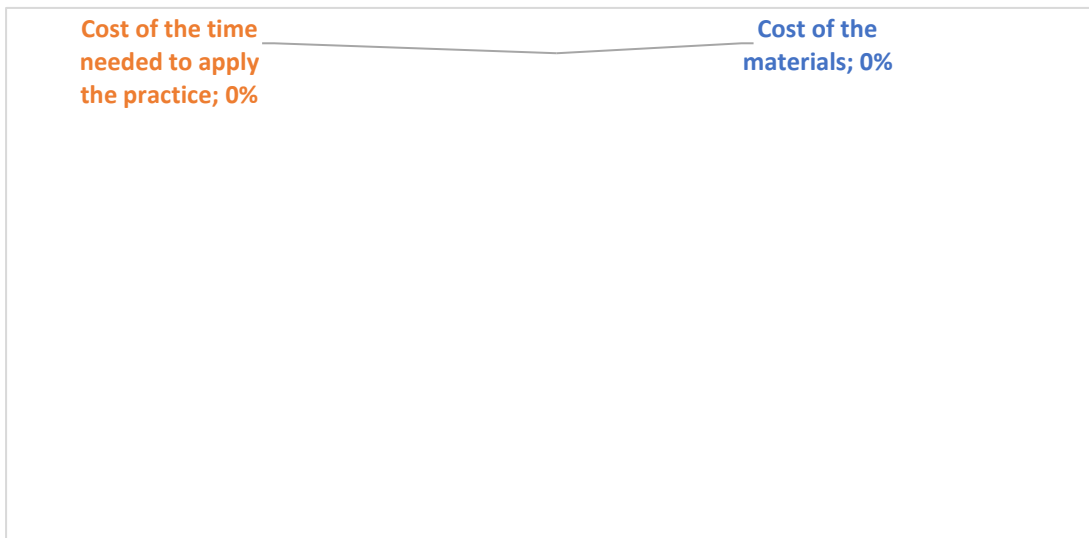 Cost of the time
needed to apply
the practice; 0%
Cost of the
materials; 0%